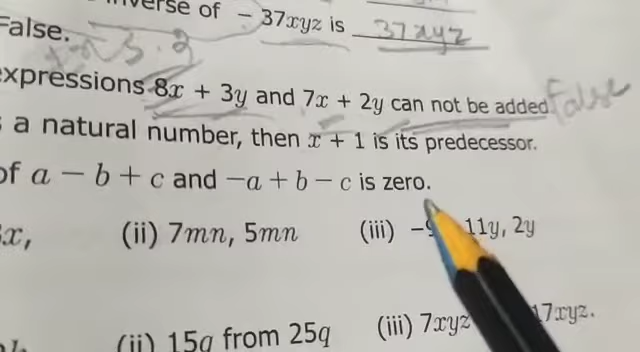 inverse of − 37xyz is 37xyz
False.
expressions 8x + 3y and 7x + 2y can not be added False
a natural number, then x + 1 is its predecessor.
of a − b + c and −a + b − c is zero.
x, (ii) 7mn, 5mn (iii) 11y, 2y
(ii) 15q from 25q (iii) 7xyz 17xyz.